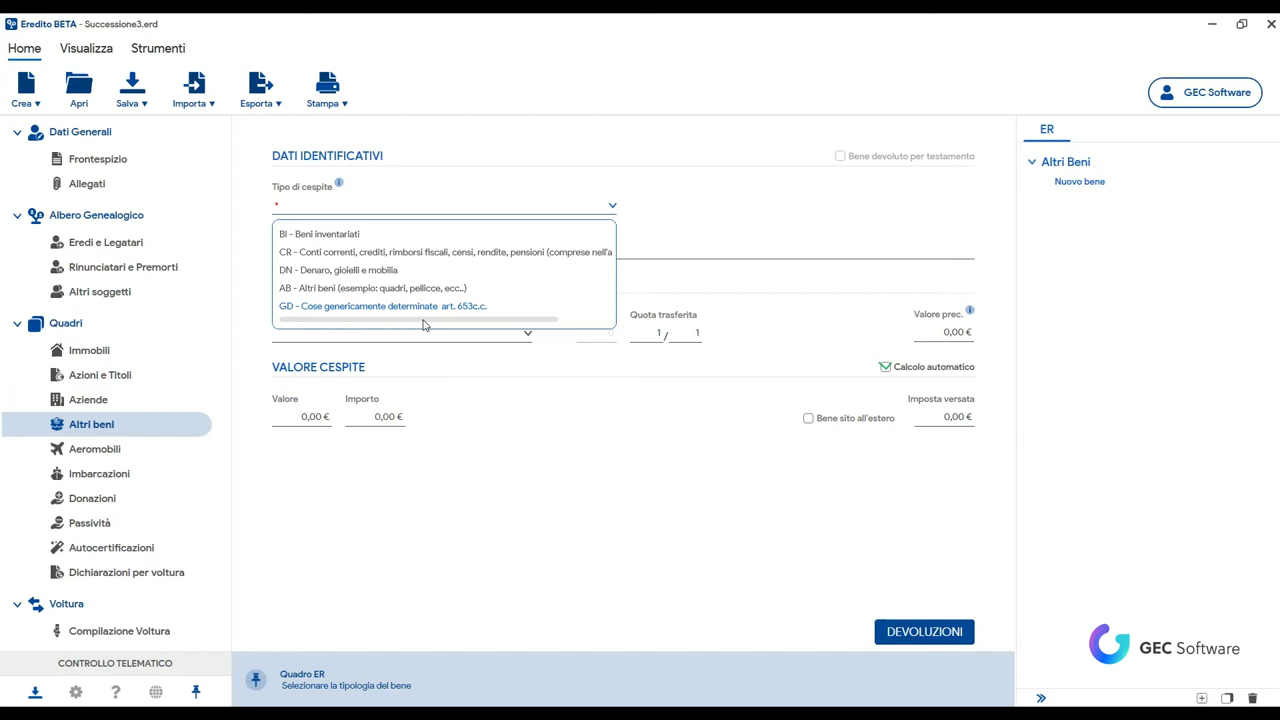 Eredito BETA - Successione3.erd
Home Visualizza Strumenti
Crea Apri Salva Importa Esporta Stampa
GEC Software
Dati Generali
Frontespizio
Allegati
Albero Genealogico
Eredi e Legatari
Rinunciatari e Premorti
Altri soggetti
Quadri
Immobili
Azioni e Titoli
Aziende
Altri beni
Aeromobili
Imbarcazioni
Donazioni
Passività
Autocertificazioni
Dichiarazioni per voltura
Voltura
Compilazione Voltura
CONTROLLO TELEMATICO
DATI IDENTIFICATIVI
Bene devoluto per testamento
Tipo di cespite
*
BI - Beni inventariati
CR - Conti correnti, crediti, rimborsi fiscali, censi, rendite, pensioni (comprese nell'a
DN - Denaro, gioielli e mobilia
AB - Altri beni (esempio: quadri, pellicce, ecc..)
GD - Cose genericamente determinate art. 653c.c.
Quota trasferita Valore prec.
0 1 / 1 0,00 €
VALORE CESPITE
Calcolo automatico
Valore Importo Imposta versata
0,00 € 0,00 € Bene sito all'estero 0,00 €
DEVOLUZIONI
Quadro ER
Selezionare la tipologia del bene
ER
Altri Beni
Nuovo bene
GEC Software